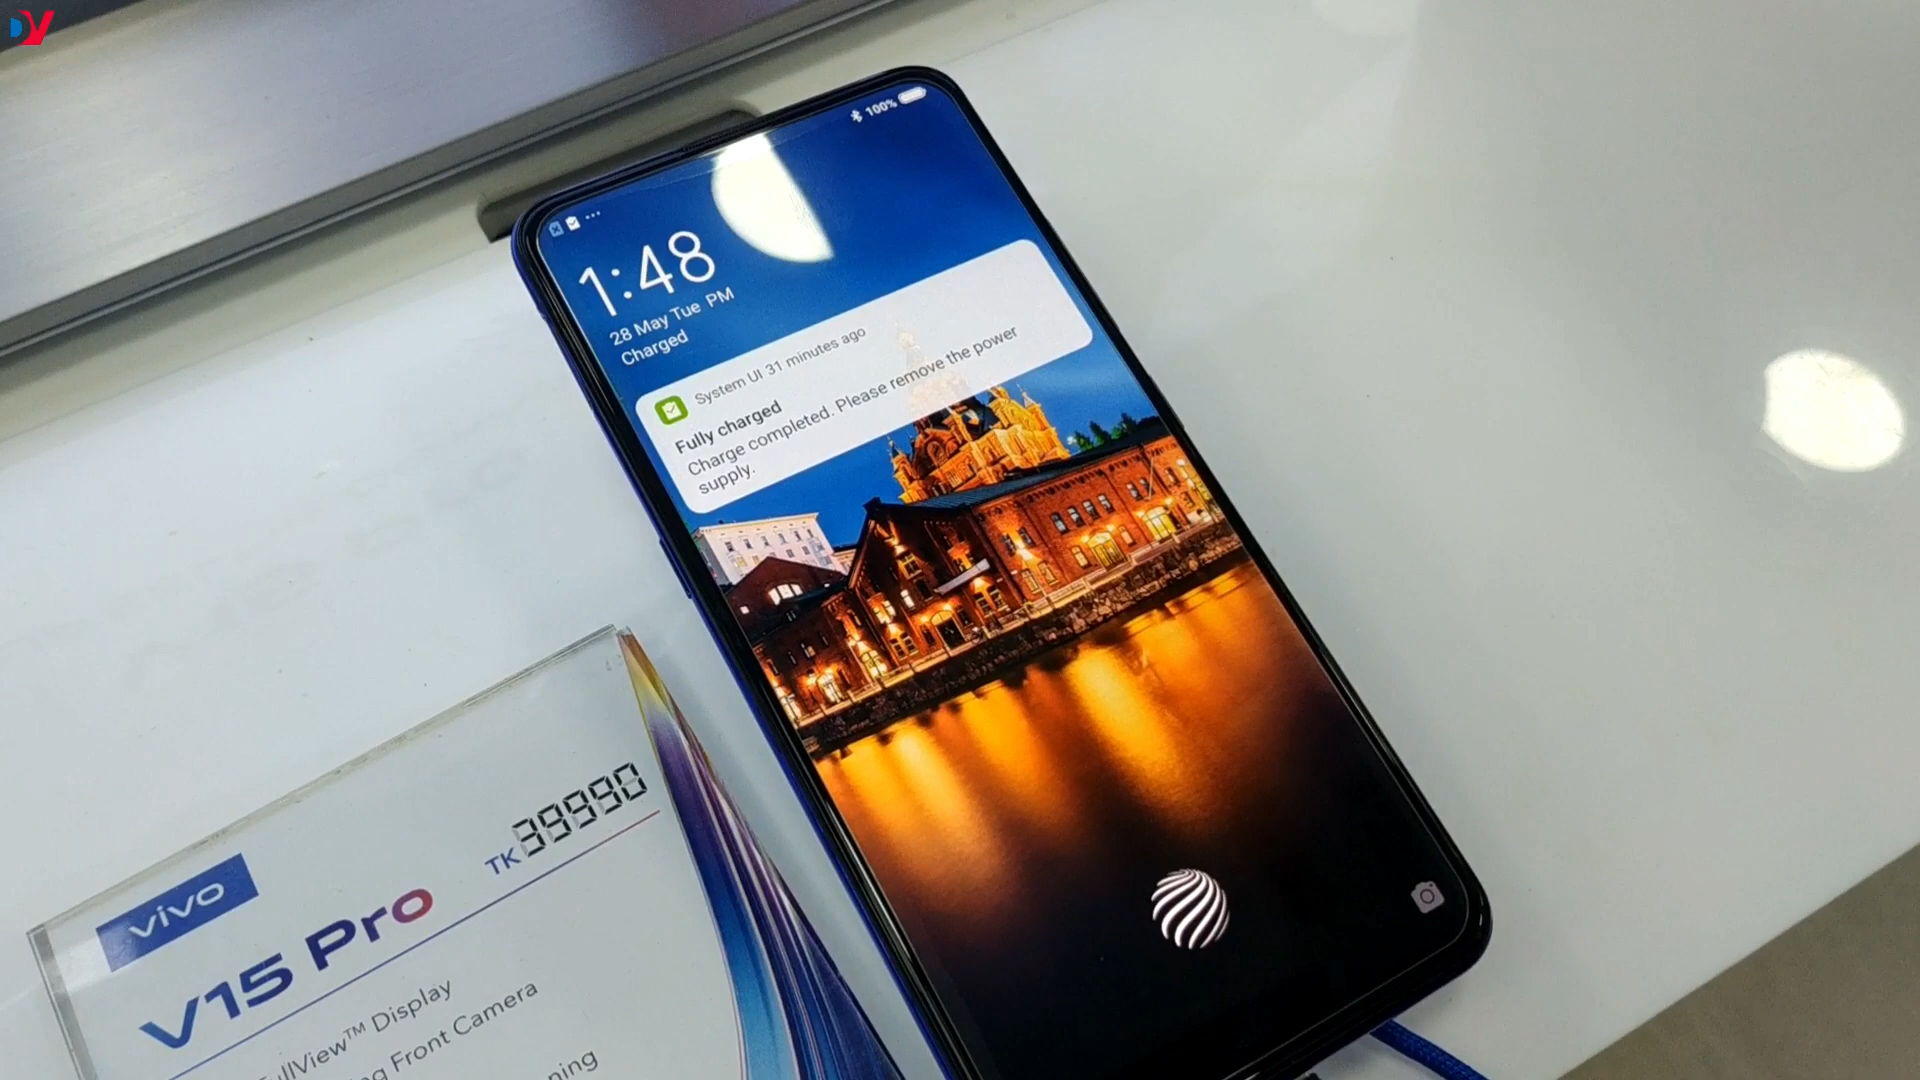 DV
100%
1:48
28 May Tue PM
Charged
System UI 31 minutes ago
Fully charged
Charge completed. Please remove the power
supply.
TK 39990
vivo
V15 Pro
FullView™ Display
Front Camera